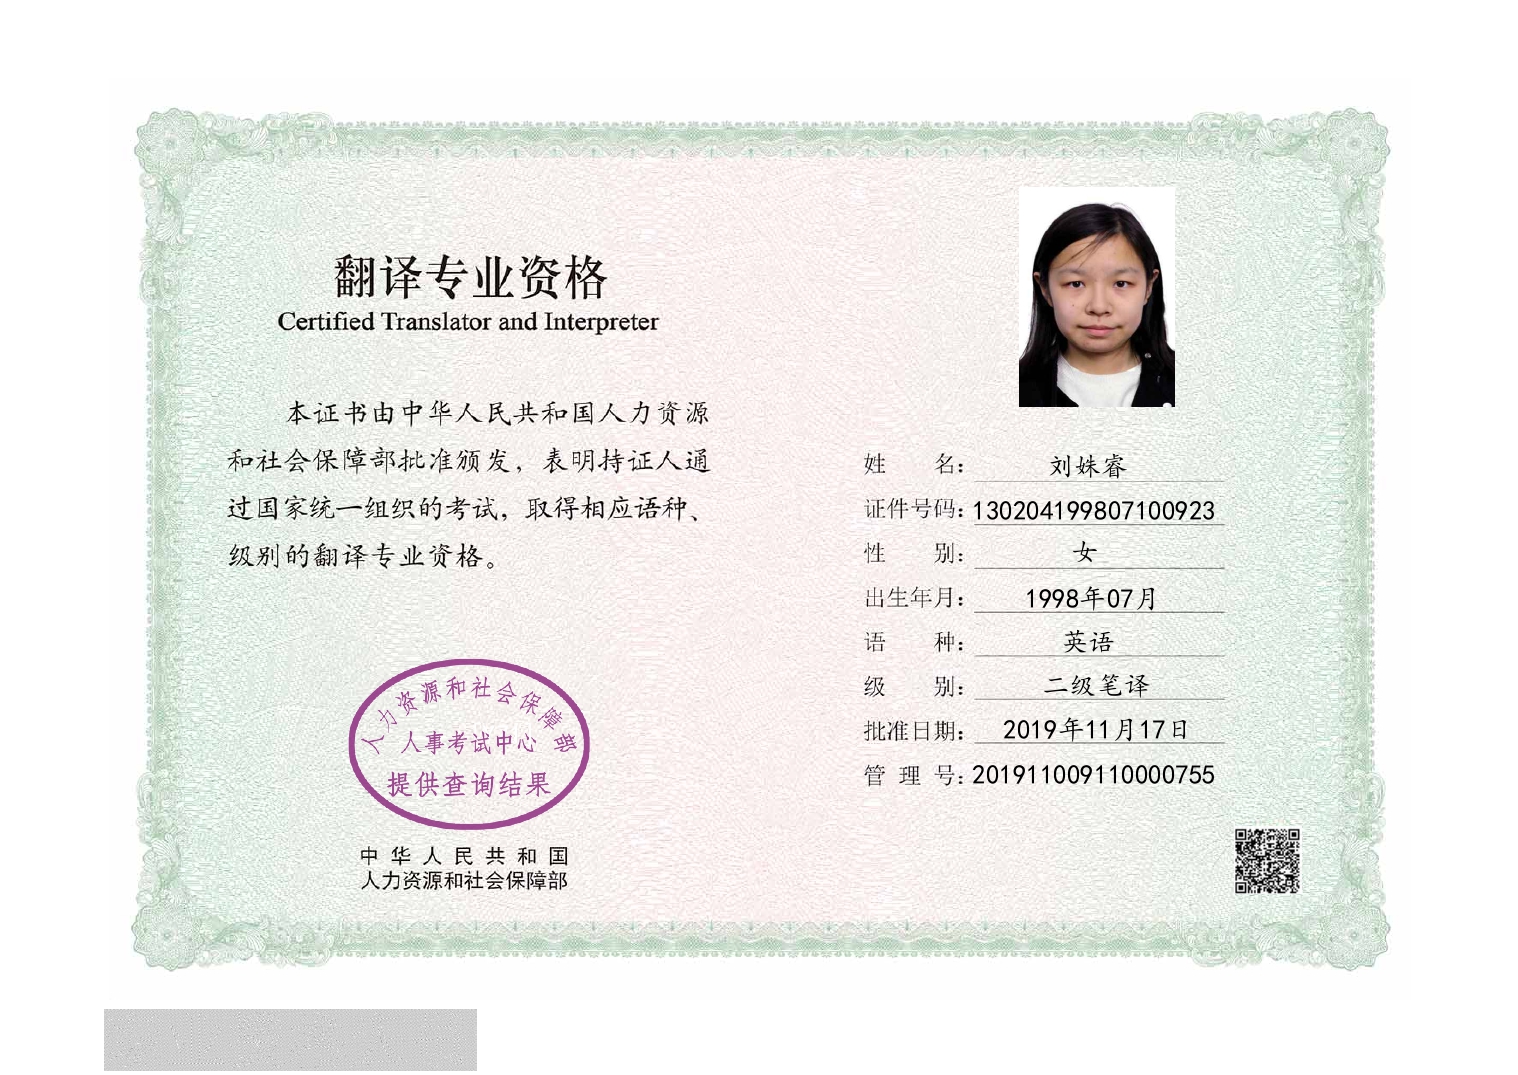 翻译专业资格
Certified Translator and Interpreter
本证书由中华人民共和国人力资源
和社会保障部批准颁发，表明持证人通
过国家统一组织的考试，取得相应语种、
级别的翻译专业资格。
人力资源和社会保障部
人事考试中心
提供查询结果
中华人民共和国
人力资源和社会保障部
姓 名： 刘姝睿
证件号码：130204199807100923
性 别： 女
出生年月： 1998年07月
语 种： 英语
级 别： 二级笔译
批准日期： 2019年11月17日
管 理 号：201911009110000755